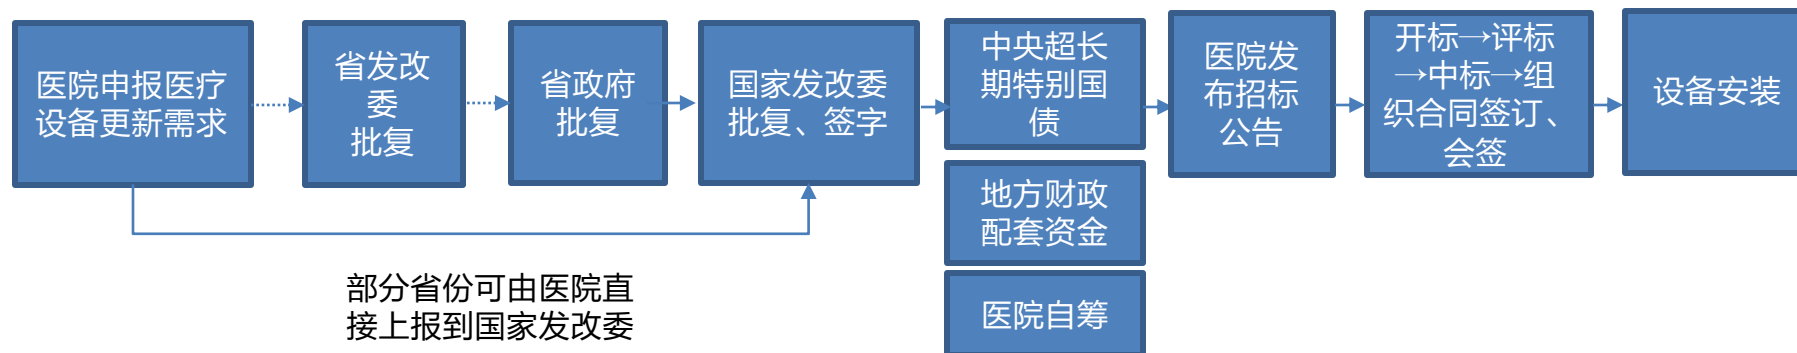 医院申报医疗
设备更新需求
省发改
委
批复
省政府
批复
国家发改委
批复、签字
中央超长
期特别国
债
地方财政
配套资金
医院自筹
医院发
布招标
公告
开标→评标
→中标→组
织合同签订、
会签
设备安装
部分省份可由医院直
接上报到国家发改委